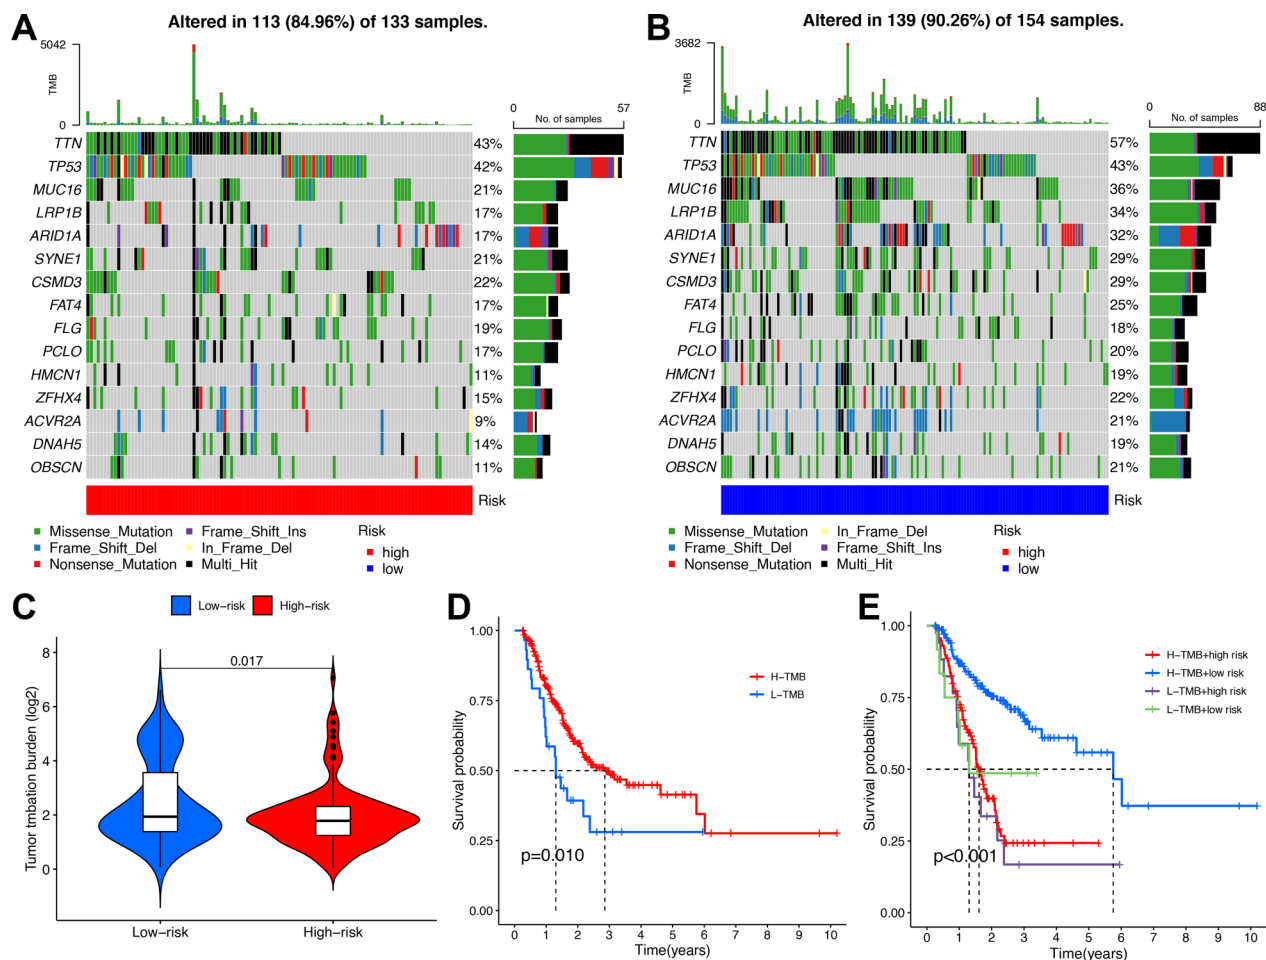 A
Altered in 113 (84.96%) of 133 samples.
5042
TMB
0
0 57
No. of samples
TTN 43%
TP53 42%
MUC16 21%
LRP1B 17%
ARID1A 17%
SYNE1 21%
CSMD3 22%
FAT4 17%
FLG 19%
PCLO 17%
HMCN1 11%
ZFHX4 15%
ACVR2A 9%
DNAH5 14%
OBSCN 11%
Risk
Missense_Mutation Frame_Shift_Ins Risk
Frame_Shift_Del In_Frame_Del high
Nonsense_Mutation Multi_Hit low
B
Altered in 139 (90.26%) of 154 samples.
3682
TMB
0
0 88
No. of samples
TTN 57%
TP53 43%
MUC16 36%
LRP1B 34%
ARID1A 32%
SYNE1 29%
CSMD3 29%
FAT4 25%
FLG 18%
PCLO 20%
HMCN1 19%
ZFHX4 22%
ACVR2A 21%
DNAH5 19%
OBSCN 21%
Risk
Missense_Mutation In_Frame_Del Risk
Frame_Shift_Del Frame_Shift_Ins high
Nonsense_Mutation Multi_Hit low
C
Low-risk High-risk
Tumor tmbation burden (log2)
8
6
4
2
0
0.017
Low-risk High-risk
D
Survival probability
1.00
0.75
0.50
0.25
0.00
H-TMB
L-TMB
p=0.010
0 1 2 3 4 5 6 7 8 9 10
Time(years)
E
Survival probability
1.00
0.75
0.50
0.25
0.00
H-TMB+high risk
H-TMB+low risk
L-TMB+high risk
L-TMB+low risk
p<0.001
0 1 2 3 4 5 6 7 8 9 10
Time(years)